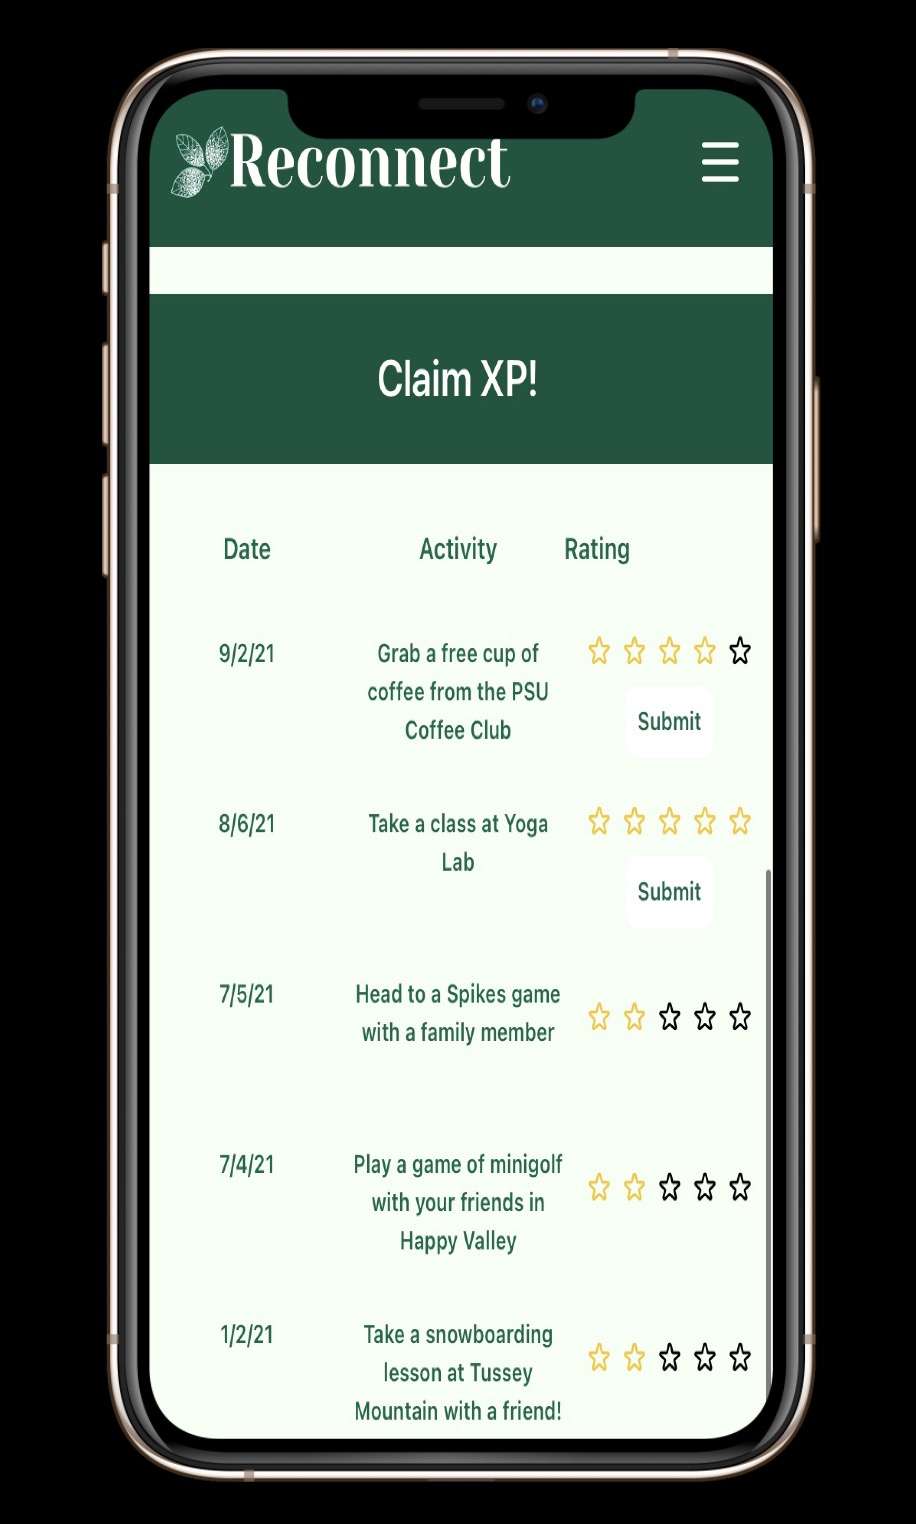 Reconnect
Claim XP!
Date Activity Rating
9/2/21
Grab a free cup of
coffee from the PSU
Coffee Club
Submit
8/6/21
Take a class at Yoga
Lab
Submit
7/5/21
Head to a Spikes game
with a family member
7/4/21
Play a game of minigolf
with your friends in
Happy Valley
1/2/21
Take a snowboarding
lesson at Tussey
Mountain with a friend!